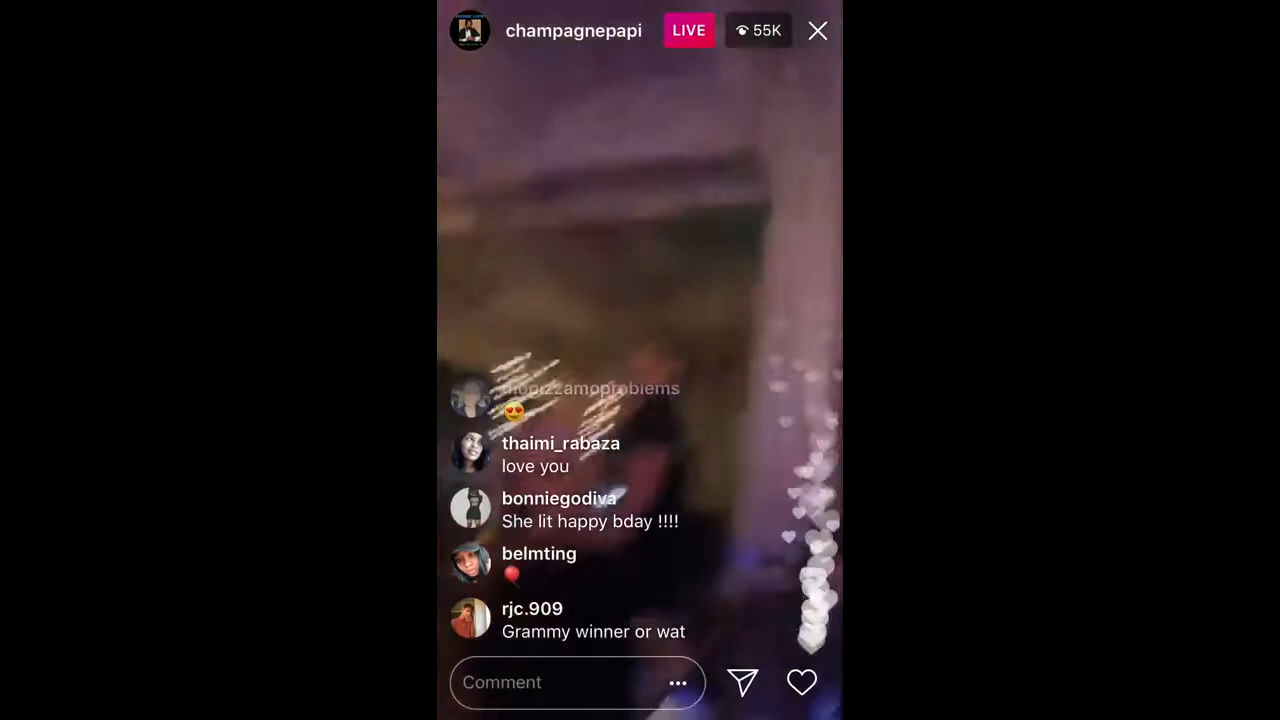 champagnepapi
LIVE
55K
thaimi_rabaza
love you
bonniegodiva
She lit happy bday !!!!
belmting
rjc.909
Grammy winner or wat
Comment